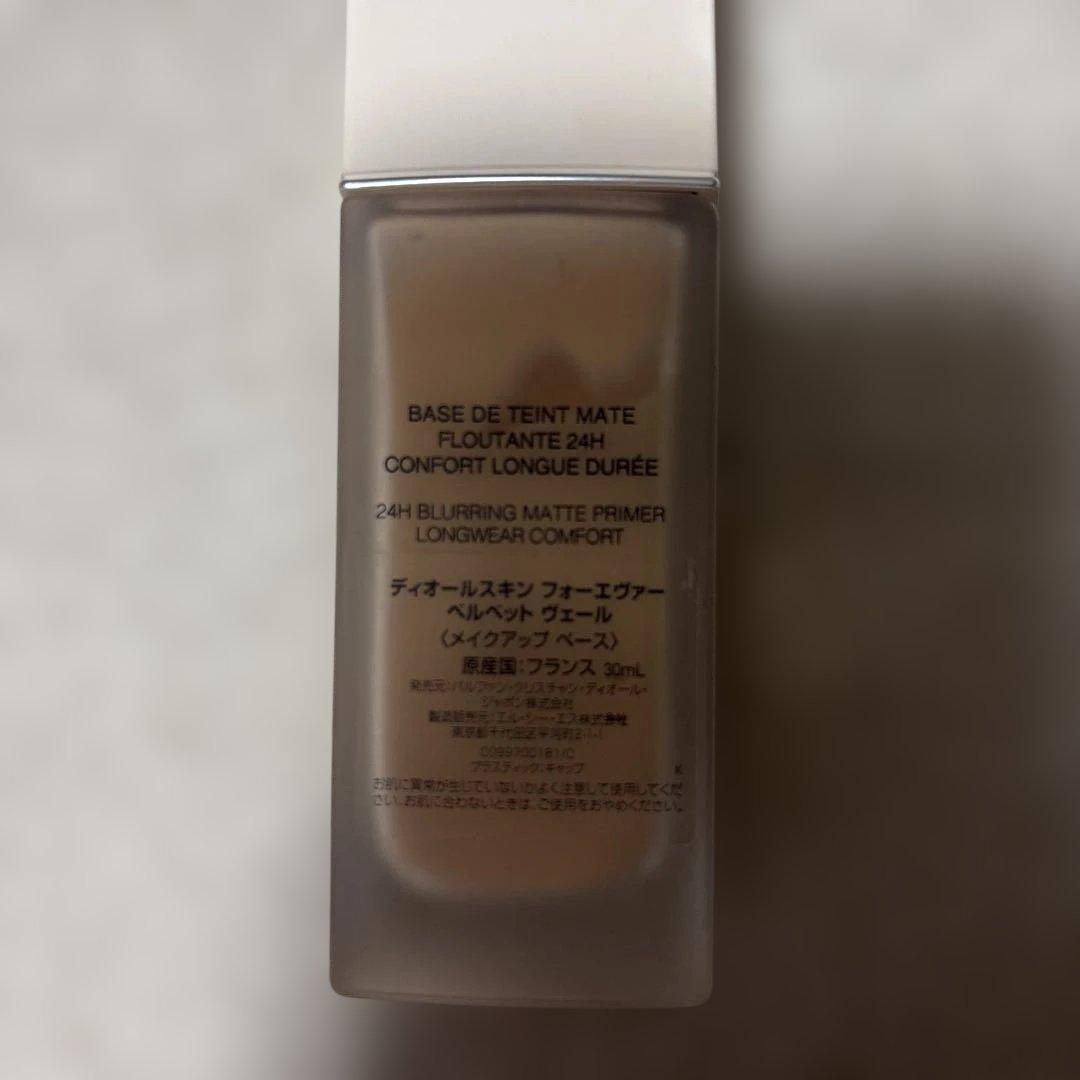 BASE DE TEINT MATE
FLOUTANTE 24H
CONFORT LONGUE DURÉE
24H BLURRING MATTE PRIMER
LONGWEAR COMFORT
ディオールスキン フォーエヴァー
ベルベット ヴェール
〈メイクアップ ベース〉
原産国：フランス 30mL
発売元：パルファン・クリスチャン・ディオール・
ジャポン株式会社
製造販売元：エル・シー・エス株式会社
東京都千代田区平河町2-1-1
プラスティック：キャップ
K
お肌に異常が生じていないかよく注意して使用してくだ
さい。お肌に合わないときは、ご使用をおやめください。